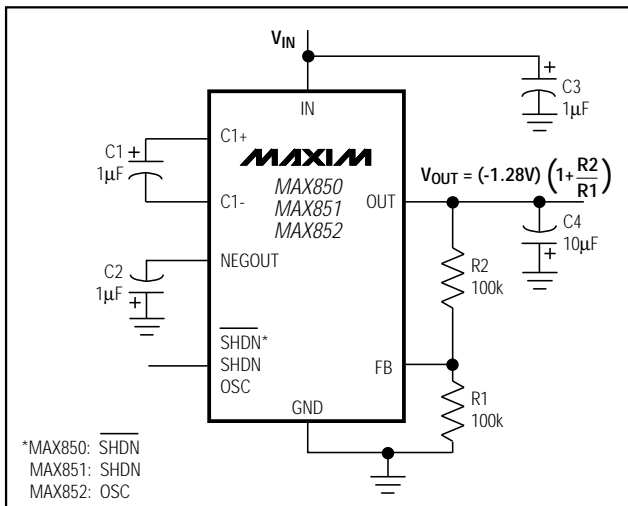 VIN
IN
C3
1µF
C1+
C1
1µF
MAXIM
MAX850
MAX851
MAX852
C1-
OUT
VOUT = (-1.28V) (1+R2/R1)
C4
10µF
C2
1µF
NEGOUT
R2
100k
SHDN*
SHDN
OSC
FB
R1
100k
GND
*MAX850: SHDN
MAX851: SHDN
MAX852: OSC